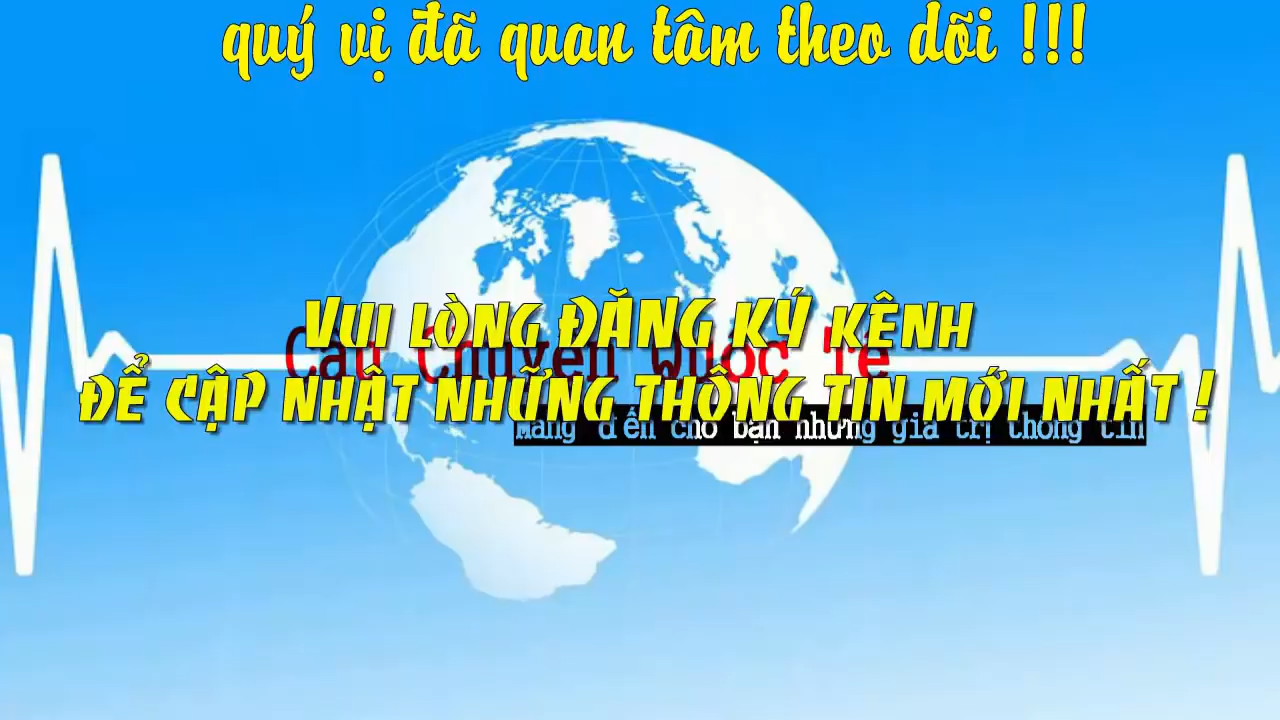 quý vị đã quan tâm theo dõi !!!
VUI LÒNG ĐĂNG KÝ KÊNH
Câu Chuyện Quốc Tế
ĐỂ CẬP NHẬT NHỮNG THÔNG TIN MỚI NHẤT !
Mang đến cho bạn những giá trị thông tin